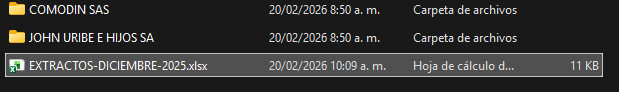 COMODIN SAS 20/02/2026 8:50 a. m. Carpeta de archivos
JOHN URIBE E HIJOS SA 20/02/2026 8:50 a. m. Carpeta de archivos
EXTRACTOS-DICIEMBRE-2025.xlsx 20/02/2026 10:09 a. m. Hoja de cálculo d... 11 KB